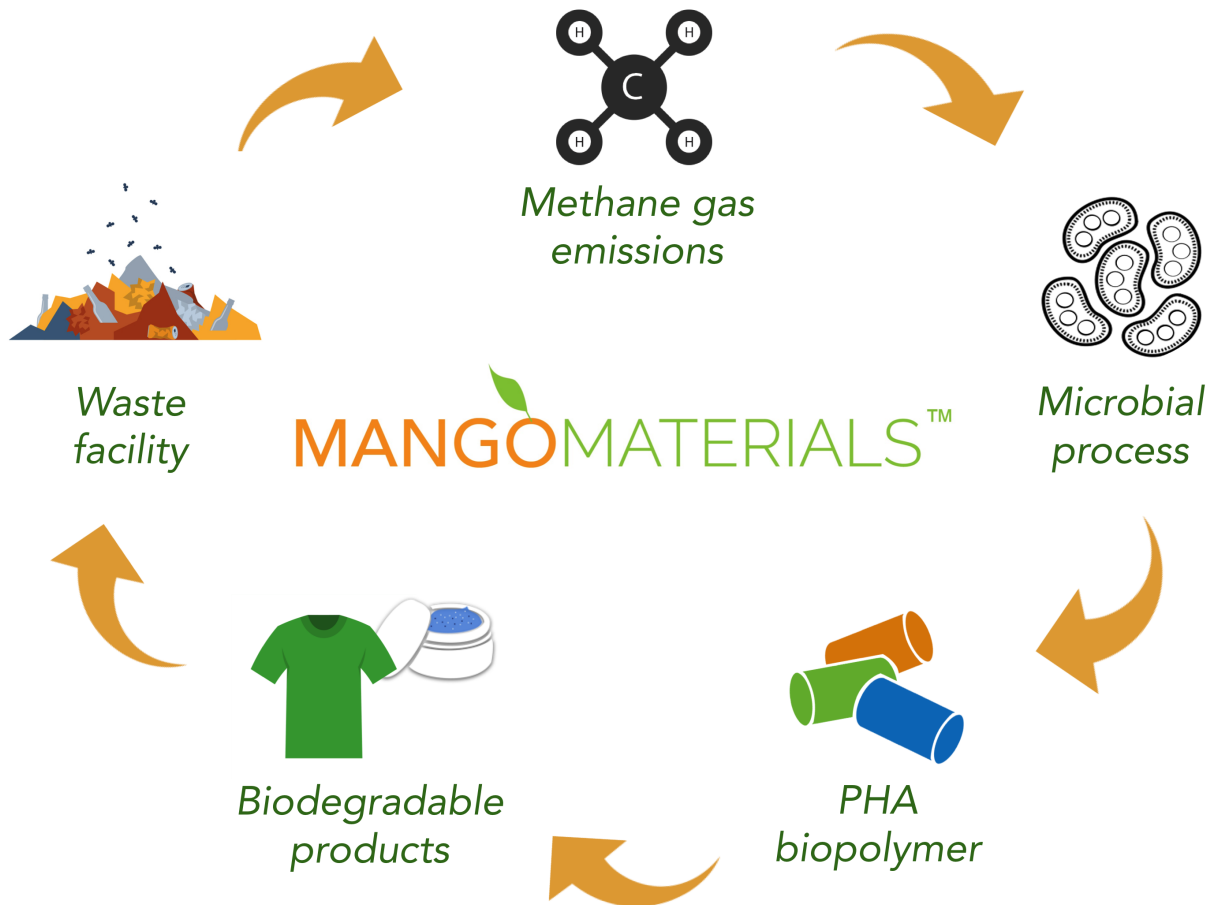 H H
C
H H
Methane gas
emissions
Microbial
process
PHA
biopolymer
Biodegradable
products
Waste
facility
MANGOMATERIALS™